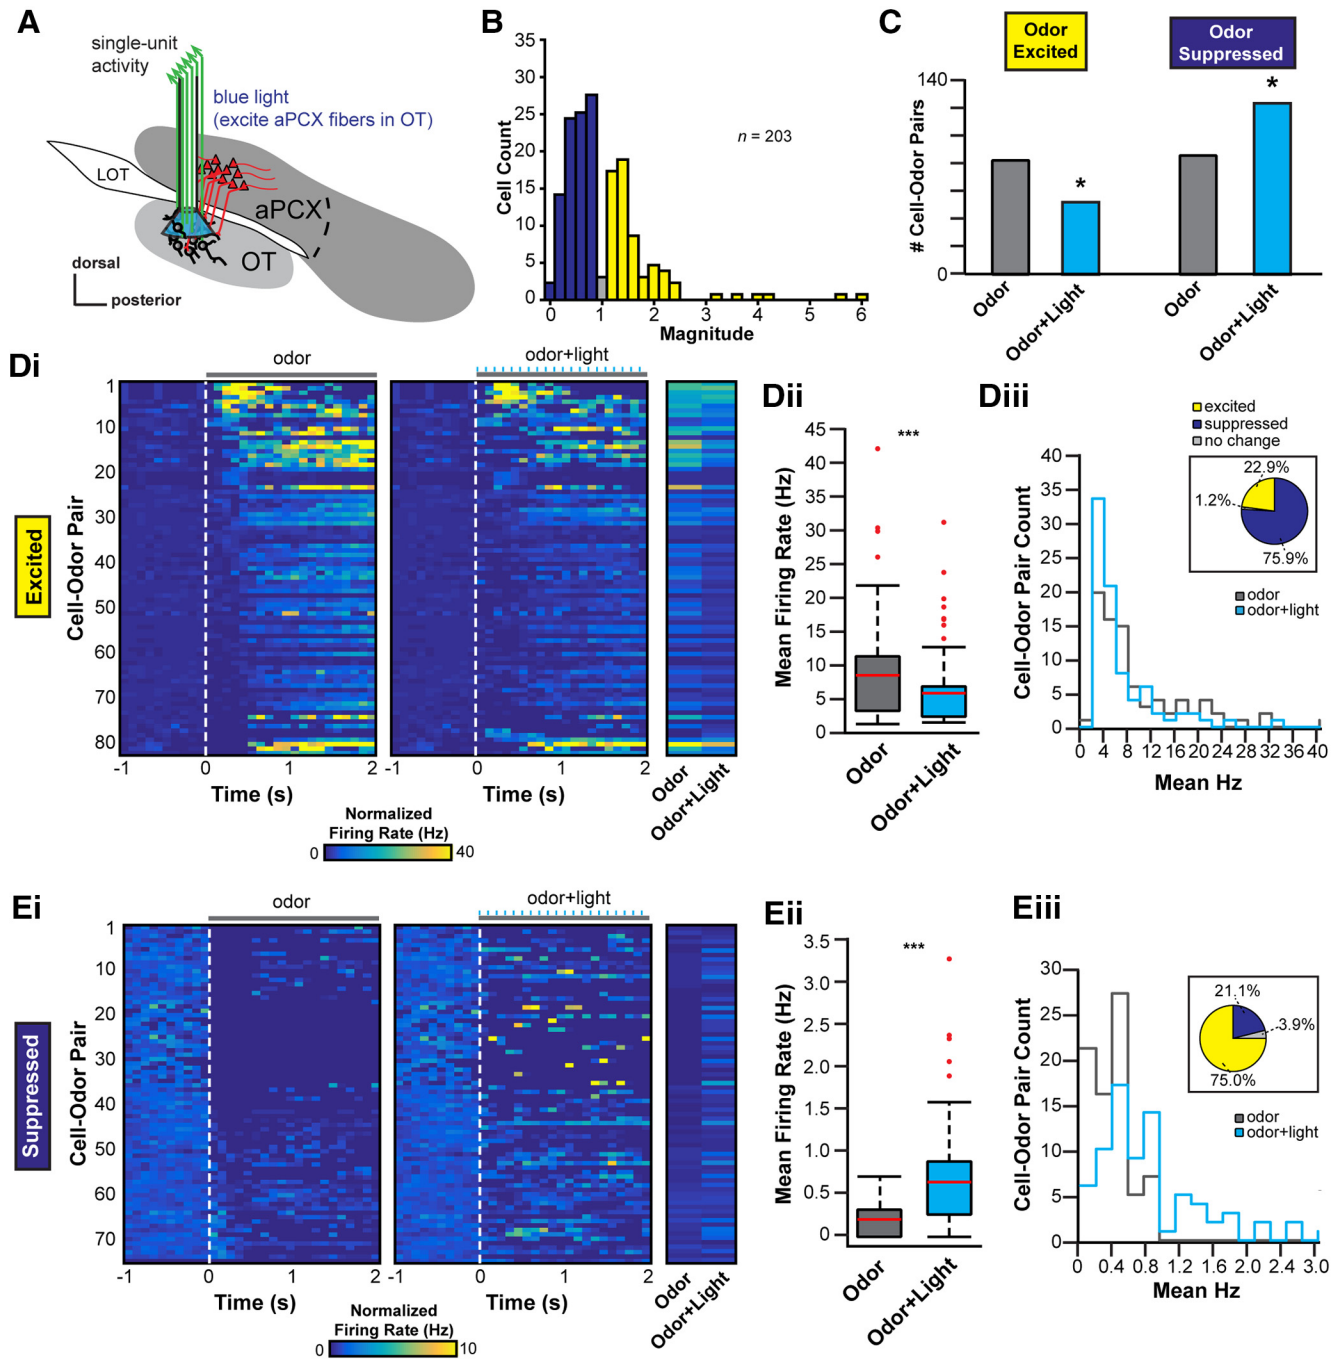 A
single-unit
activity
blue light
(excite aPCX fibers in OT)
LOT
aPCX
OT
dorsal
posterior
B
35
30
25
20
15
10
5
0
Cell Count
n = 203
0 1 2 3 4 5 6
Magnitude
C
Odor
Excited
Odor
Suppressed
140
0
# Cell-Odor Pairs
*
*
Odor
Odor+Light
Odor
Odor+Light
Di
odor
odor+light
Excited
Cell-Odor Pair
1
10
20
30
40
50
60
70
80
-1 0 1 2
Time (s)
-1 0 1 2
Time (s)
Odor
Odor+Light
Normalized
Firing Rate (Hz)
0 40
Dii
***
45
40
35
30
25
20
15
10
5
0
Mean Firing Rate (Hz)
Odor
Odor+Light
Diii
excited
suppressed
no change
22.9%
1.2%
75.9%
odor
odor+light
40
35
30
25
20
15
10
5
0
Cell-Odor Pair Count
0 4 8 12 16 20 24 28 32 36 40
Mean Hz
Ei
odor
odor+light
Suppressed
Cell-Odor Pair
1
10
20
30
40
50
60
70
-1 0 1 2
Time (s)
-1 0 1 2
Time (s)
Odor
Odor+Light
Normalized
Firing Rate (Hz)
0 10
Eii
***
3.5
3.0
2.5
2.0
1.5
1.0
0.5
0
Mean Firing Rate (Hz)
Odor
Odor+Light
Eiii
21.1%
3.9%
75.0%
odor
odor+light
30
25
20
15
10
5
0
Cell-Odor Pair Count
0 0.4 0.8 1.2 1.6 2.0 2.4 3.0
Mean Hz